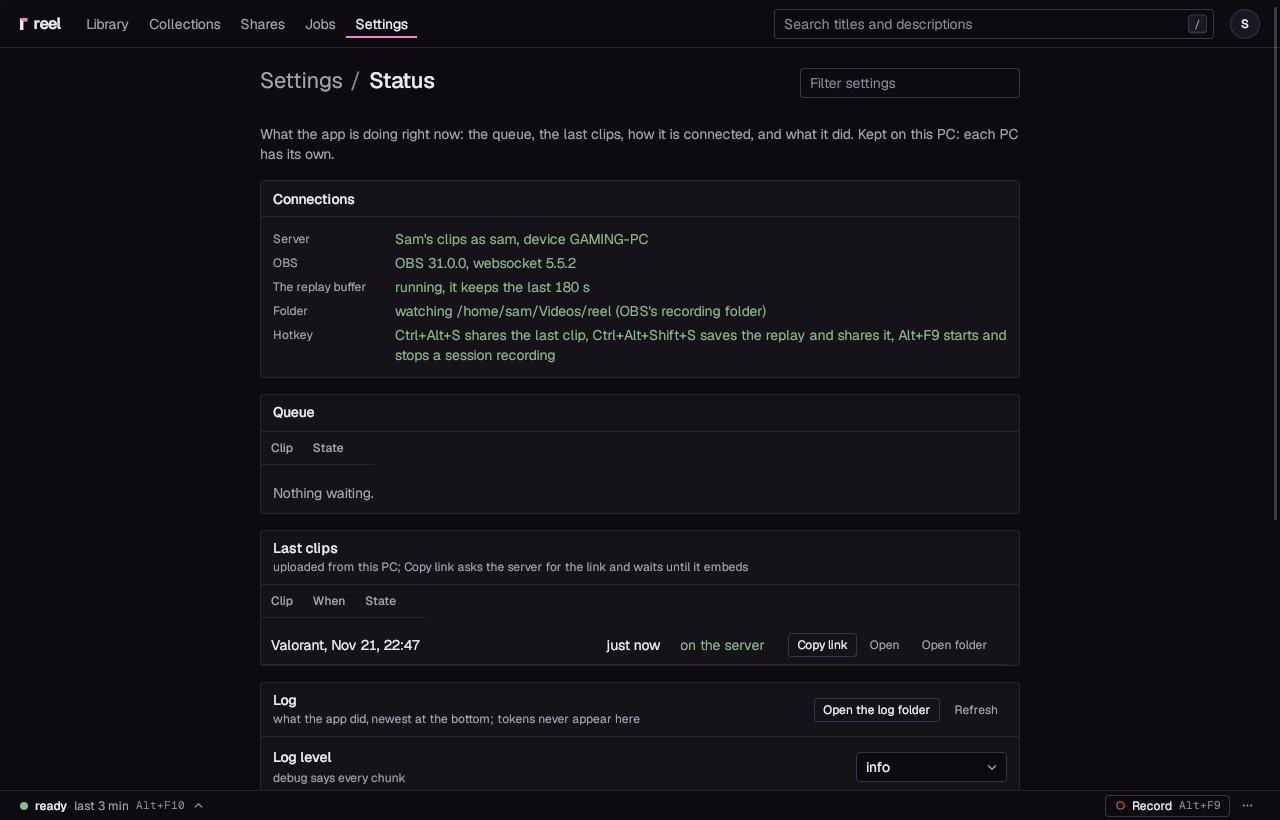 reel Library Collections Shares Jobs Settings Search titles and descriptions / S
Settings / Status Filter settings
What the app is doing right now: the queue, the last clips, how it is connected, and what it did. Kept on this PC: each PC
has its own.
Connections
Server Sam's clips as sam, device GAMING-PC
OBS OBS 31.0.0, websocket 5.5.2
The replay buffer running, it keeps the last 180 s
Folder watching /home/sam/Videos/reel (OBS's recording folder)
Hotkey Ctrl+Alt+S shares the last clip, Ctrl+Alt+Shift+S saves the replay and shares it, Alt+F9 starts and
stops a session recording
Queue
Clip State
Nothing waiting.
Last clips
uploaded from this PC; Copy link asks the server for the link and waits until it embeds
Clip When State
Valorant, Nov 21, 22:47 just now on the server Copy link Open Open folder
Log
what the app did, newest at the bottom; tokens never appear here
Open the log folder Refresh
Log level
debug says every chunk
info
ready last 3 min Alt+F10 Record Alt+F9 ...